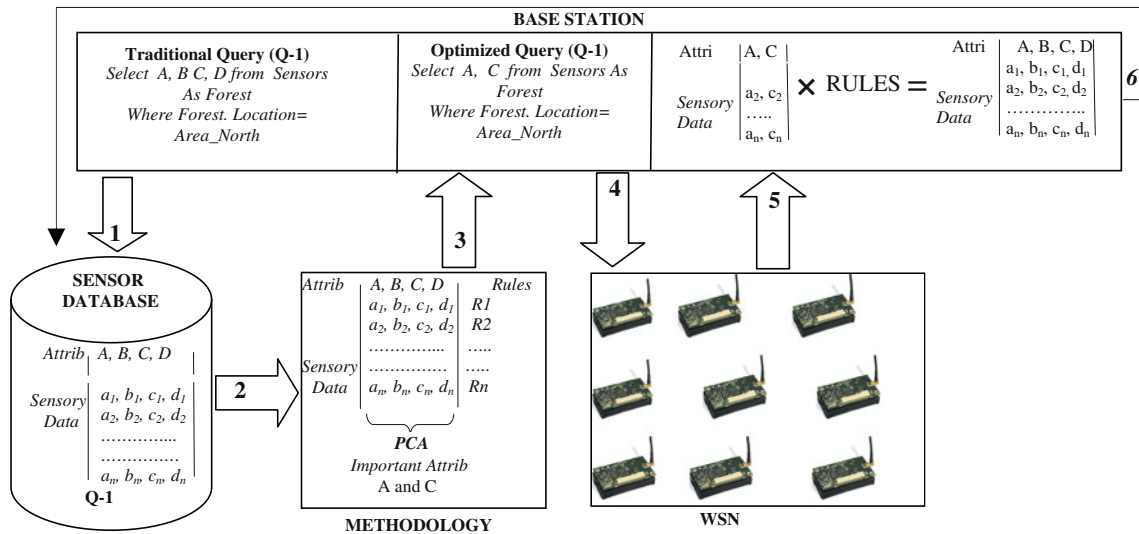 BASE STATION
Traditional Query (Q-1)
Select A, B C, D from Sensors
As Forest
Where Forest. Location=
Area_North
Optimized Query (Q-1)
Select A, C from Sensors As
Forest
Where Forest. Location=
Area_North
Attri A, C
Sensory
Data
a2, c2
…..
an, cn
× RULES =
Attri A, B, C, D
Sensory
Data
a1, b1, c1, d1
a2, b2, c2, d2
…………..
an, bn, cn, dn
6
1
3
4
5
SENSOR
DATABASE
Attrib A, B, C, D
Sensory
Data
a1, b1, c1, d1
a2, b2, c2, d2
…………...
……………
an, bn, cn, dn
Q-1
2
Attrib A, B, C, D Rules
a1, b1, c1, d1 R1
a2, b2, c2, d2 R2
…………... …..
…………… …..
Sensory
Data
an, bn, cn, dn Rn
PCA
Important Attrib
A and C
METHODOLOGY
WSN